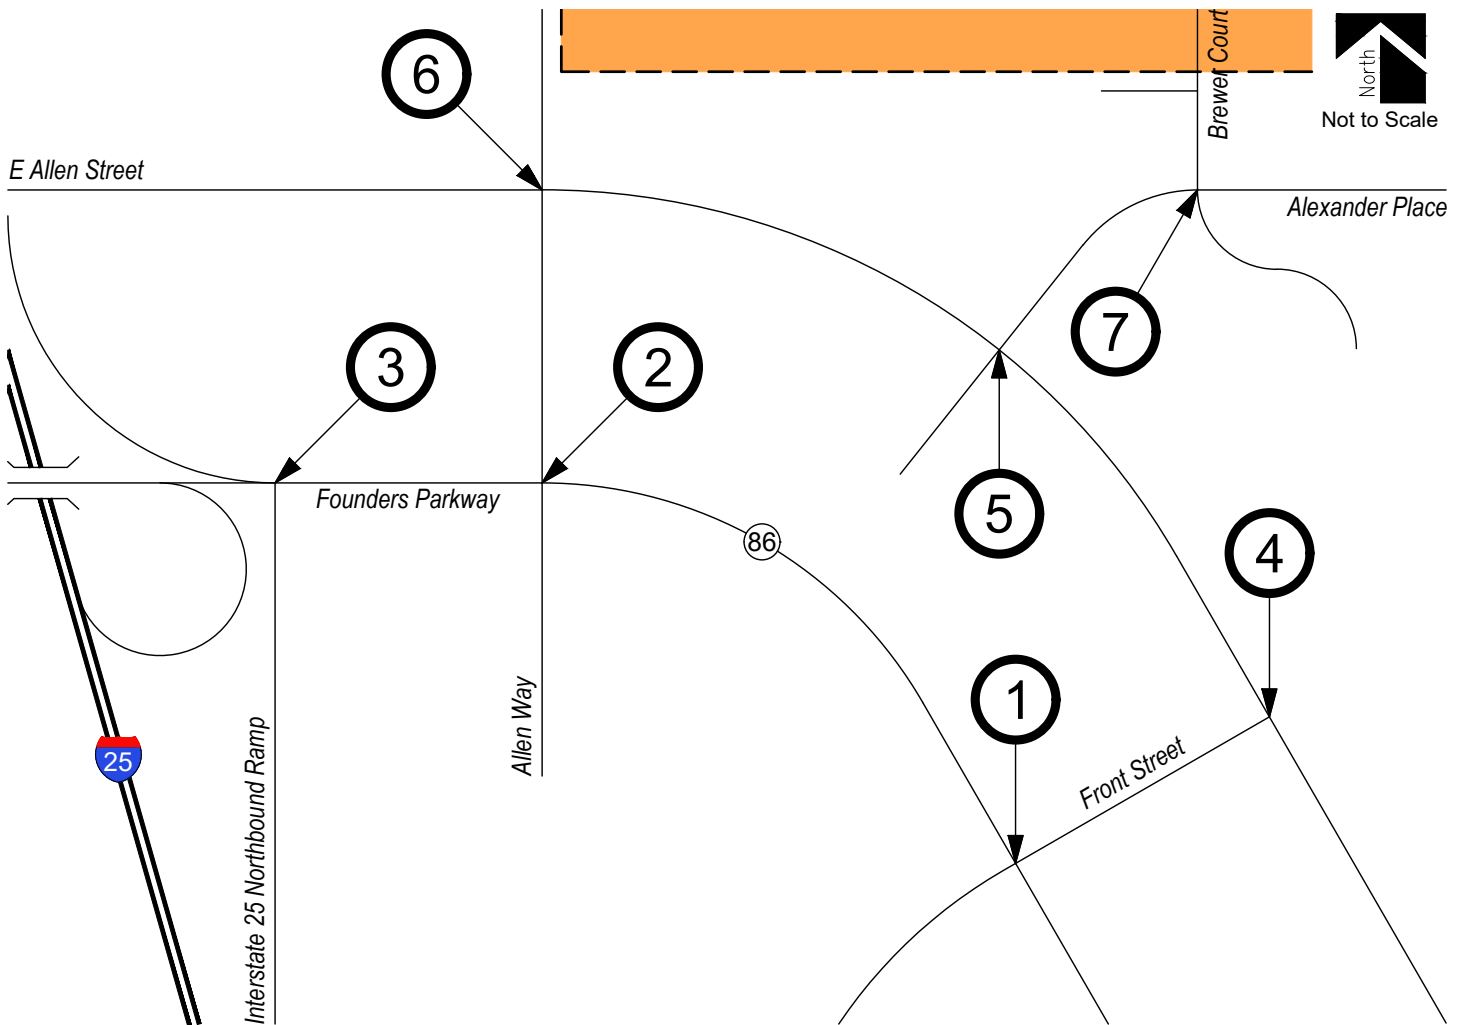 6
Brewer Court
North
Not to Scale
E Allen Street
Alexander Place
7
3
2
Founders Parkway
5
86
4
1
Allen Way
Front Street
25
Interstate 25 Northbound Ramp